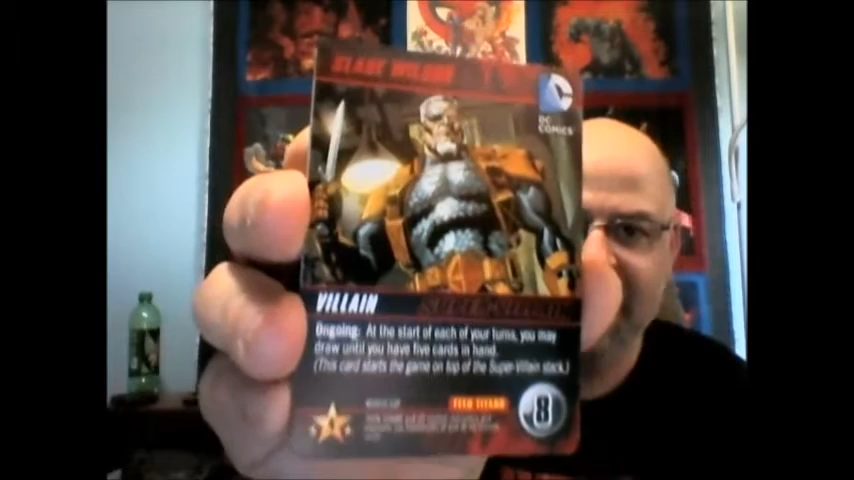 SLADE WILSON
DC
DC
COMICS
VILLAIN
SUPER-VILLAIN
Ongoing: At the start of each of your turns, you may
draw until you have five cards in hand.
(This card starts the game on top of the Super-Villain stack.)
TEEN TITANS
8